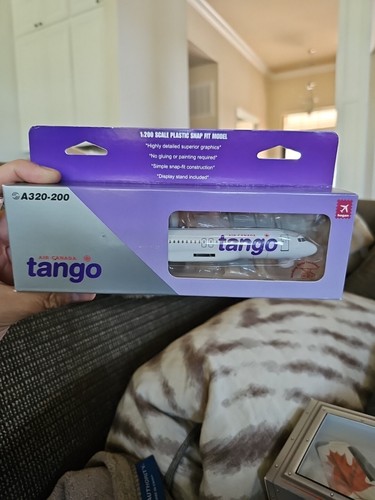 1:200 SCALE PLASTIC SNAP FIT MODEL
"Highly detailed superior graphics"
"No gluing or painting required"
"Simple snap-fit construction"
"Display stand included"
A320-200
AIR CANADA
tango
tango